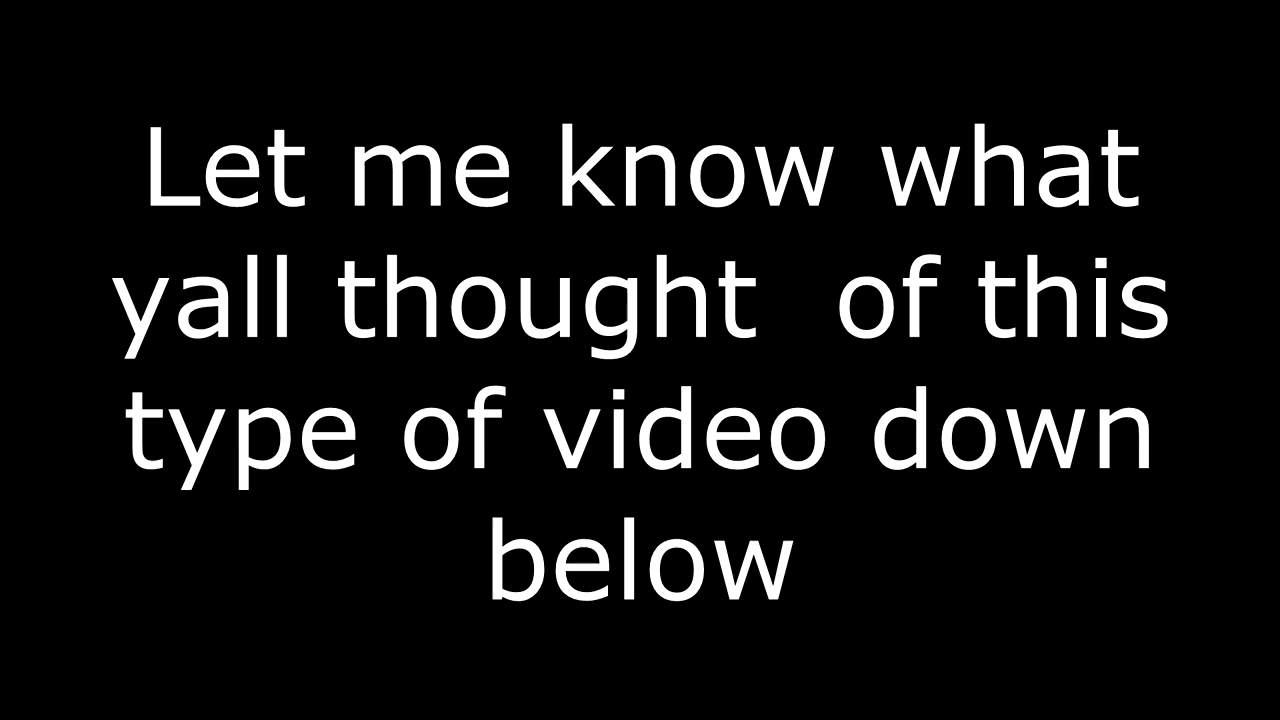 Let me know what
yall thought  of this
type of video down
below